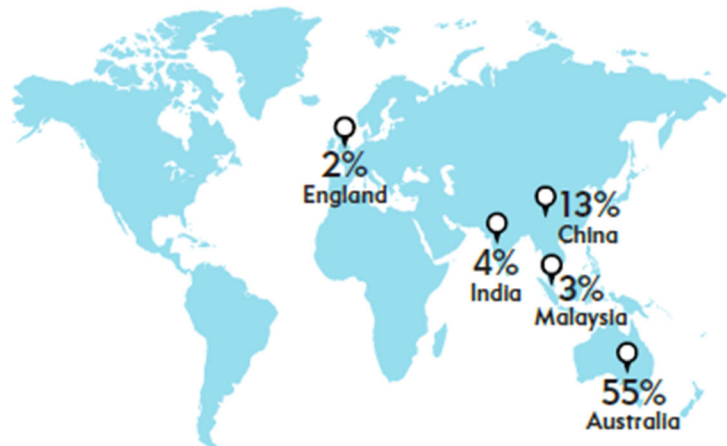 2%
England
13%
China
4%
India
3%
Malaysia
55%
Australia